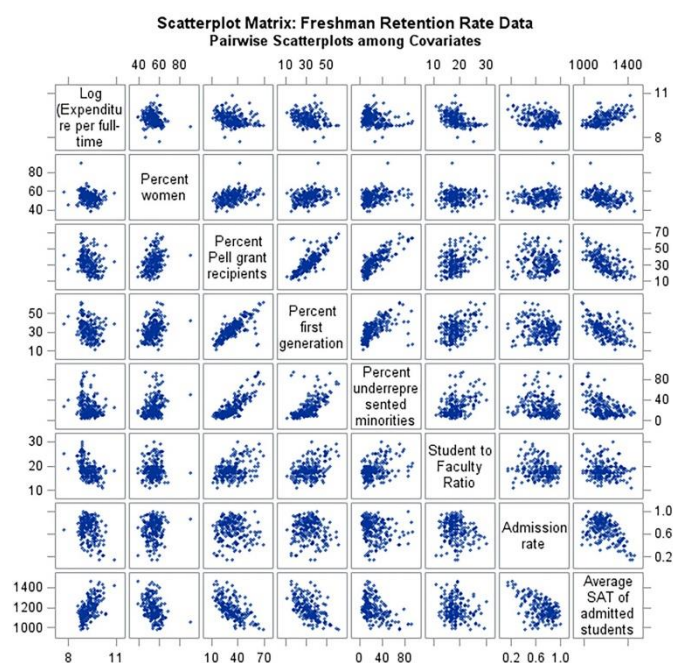 Scatterplot Matrix: Freshman Retention Rate Data
Pairwise Scatterplots among Covariates
40 60 80
10 30 50
10 20 30
1000 1400
Log
(Expenditu
re per full-
time
11
8
80
60
40
Percent
women
Percent
Pell grant
recipients
70
50
30
10
50
30
10
Percent
first
generation
Percent
underrepre
sented
minorities
80
40
0
30
20
10
Student to
Faculty
Ratio
Admission
rate
1.0
0.6
0.2
1400
1200
1000
Average
SAT of
admitted
students
8 11
10 40 70
0 40 80
0.2 0.6 1.0